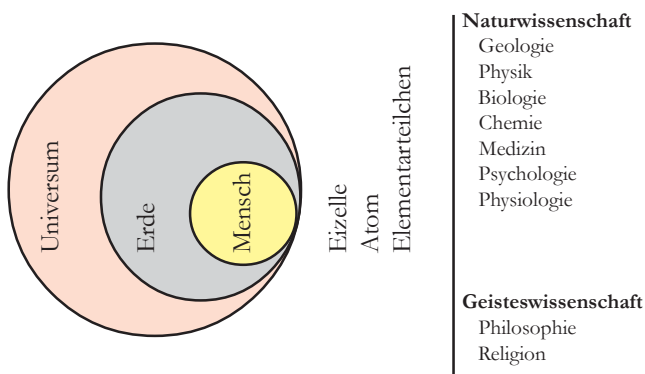 Universum
Erde
Mensch
Eizelle
Atom
Elementarteilchen
Naturwissenschaft
Geologie
Physik
Biologie
Chemie
Medizin
Psychologie
Physiologie
Geisteswissenschaft
Philosophie
Religion